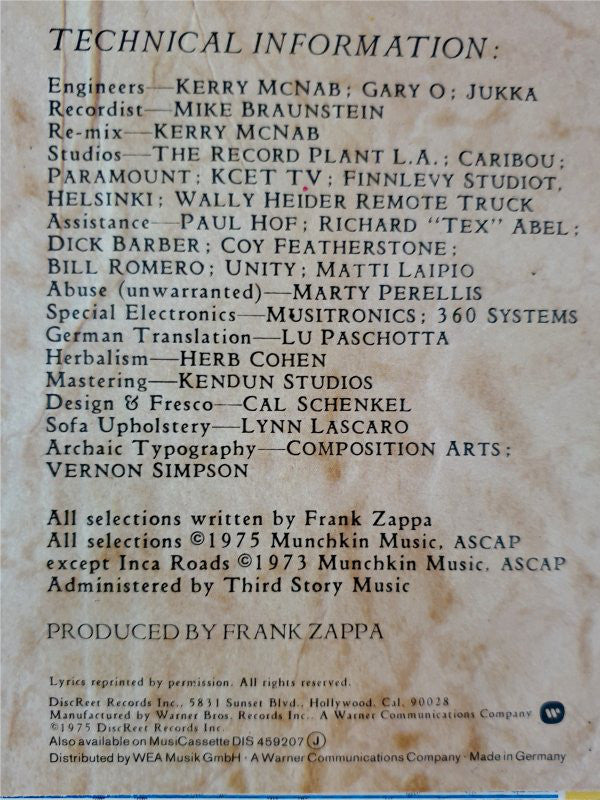 TECHNICAL INFORMATION:
Engineers—KERRY MCNAB; GARY O; JUKKA
Recordist—MIKE BRAUNSTEIN
Re-mix—KERRY MCNAB
Studios—THE RECORD PLANT L.A.; CARIBOU;
PARAMOUNT; KCET TV; FINNLEVY STUDIOT,
HELSINKI; WALLY HEIDER REMOTE TRUCK
Assistance—PAUL HOF; RICHARD “TEX” ABEL;
DICK BARBER; COY FEATHERSTONE;
BILL ROMERO; UNITY; MATTI LAIPIO
Abuse (unwarranted)—MARTY PERELLIS
Special Electronics—MUSITRONICS; 360 SYSTEMS
German Translation—LU PASCHOTTA
Herbalism—HERB COHEN
Mastering—KENDUN STUDIOS
Design & Fresco—CAL SCHENKEL
Sofa Upholstery—LYNN LASCARO
Archaic Typography—COMPOSITION ARTS;
VERNON SIMPSON
All selections written by Frank Zappa
All selections ©1975 Munchkin Music, ASCAP
except Inca Roads ©1973 Munchkin Music, ASCAP
Administered by Third Story Music
PRODUCED BY FRANK ZAPPA
Lyrics reprinted by permission. All rights reserved.
DiscReet Records Inc., 5831 Sunset Blvd., Hollywood, Cal. 90028
Manufactured by Warner Bros. Records Inc., A Warner Communications Company
©1975 DiscReet Records Inc.
Also available on MusiCassette DIS 459207 J
Distributed by WEA Musik GmbH · A Warner Communications Company · Made in Germany